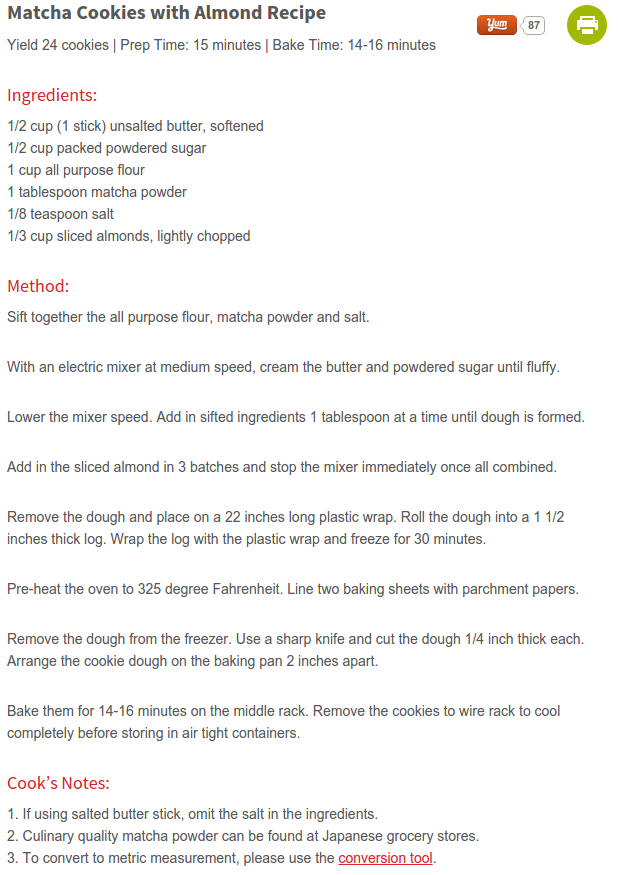 Matcha Cookies with Almond Recipe
Yum 87
Yield 24 cookies | Prep Time: 15 minutes | Bake Time: 14-16 minutes
Ingredients:
1/2 cup (1 stick) unsalted butter, softened
1/2 cup packed powdered sugar
1 cup all purpose flour
1 tablespoon matcha powder
1/8 teaspoon salt
1/3 cup sliced almonds, lightly chopped
Method:
Sift together the all purpose flour, matcha powder and salt.
With an electric mixer at medium speed, cream the butter and powdered sugar until fluffy.
Lower the mixer speed. Add in sifted ingredients 1 tablespoon at a time until dough is formed.
Add in the sliced almond in 3 batches and stop the mixer immediately once all combined.
Remove the dough and place on a 22 inches long plastic wrap. Roll the dough into a 1 1/2
inches thick log. Wrap the log with the plastic wrap and freeze for 30 minutes.
Pre-heat the oven to 325 degree Fahrenheit. Line two baking sheets with parchment papers.
Remove the dough from the freezer. Use a sharp knife and cut the dough 1/4 inch thick each.
Arrange the cookie dough on the baking pan 2 inches apart.
Bake them for 14-16 minutes on the middle rack. Remove the cookies to wire rack to cool
completely before storing in air tight containers.
Cook's Notes:
1. If using salted butter stick, omit the salt in the ingredients.
2. Culinary quality matcha powder can be found at Japanese grocery stores.
3. To convert to metric measurement, please use the conversion tool.